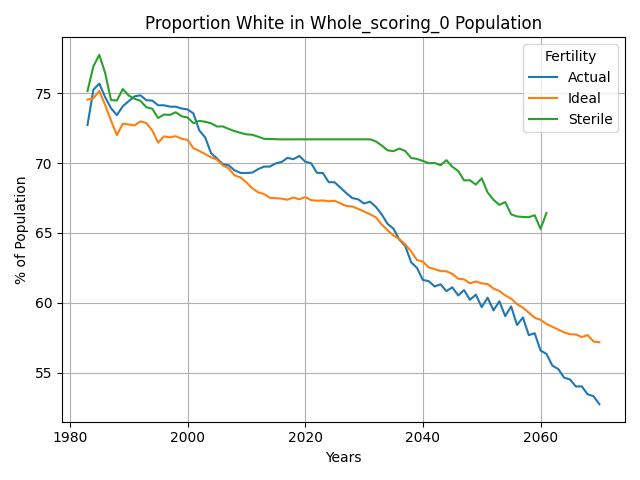 Proportion White in Whole_scoring_0 Population
Fertility
Actual
Ideal
Sterile
% of Population
75
70
65
60
55
1980
2000
2020
2040
2060
Years